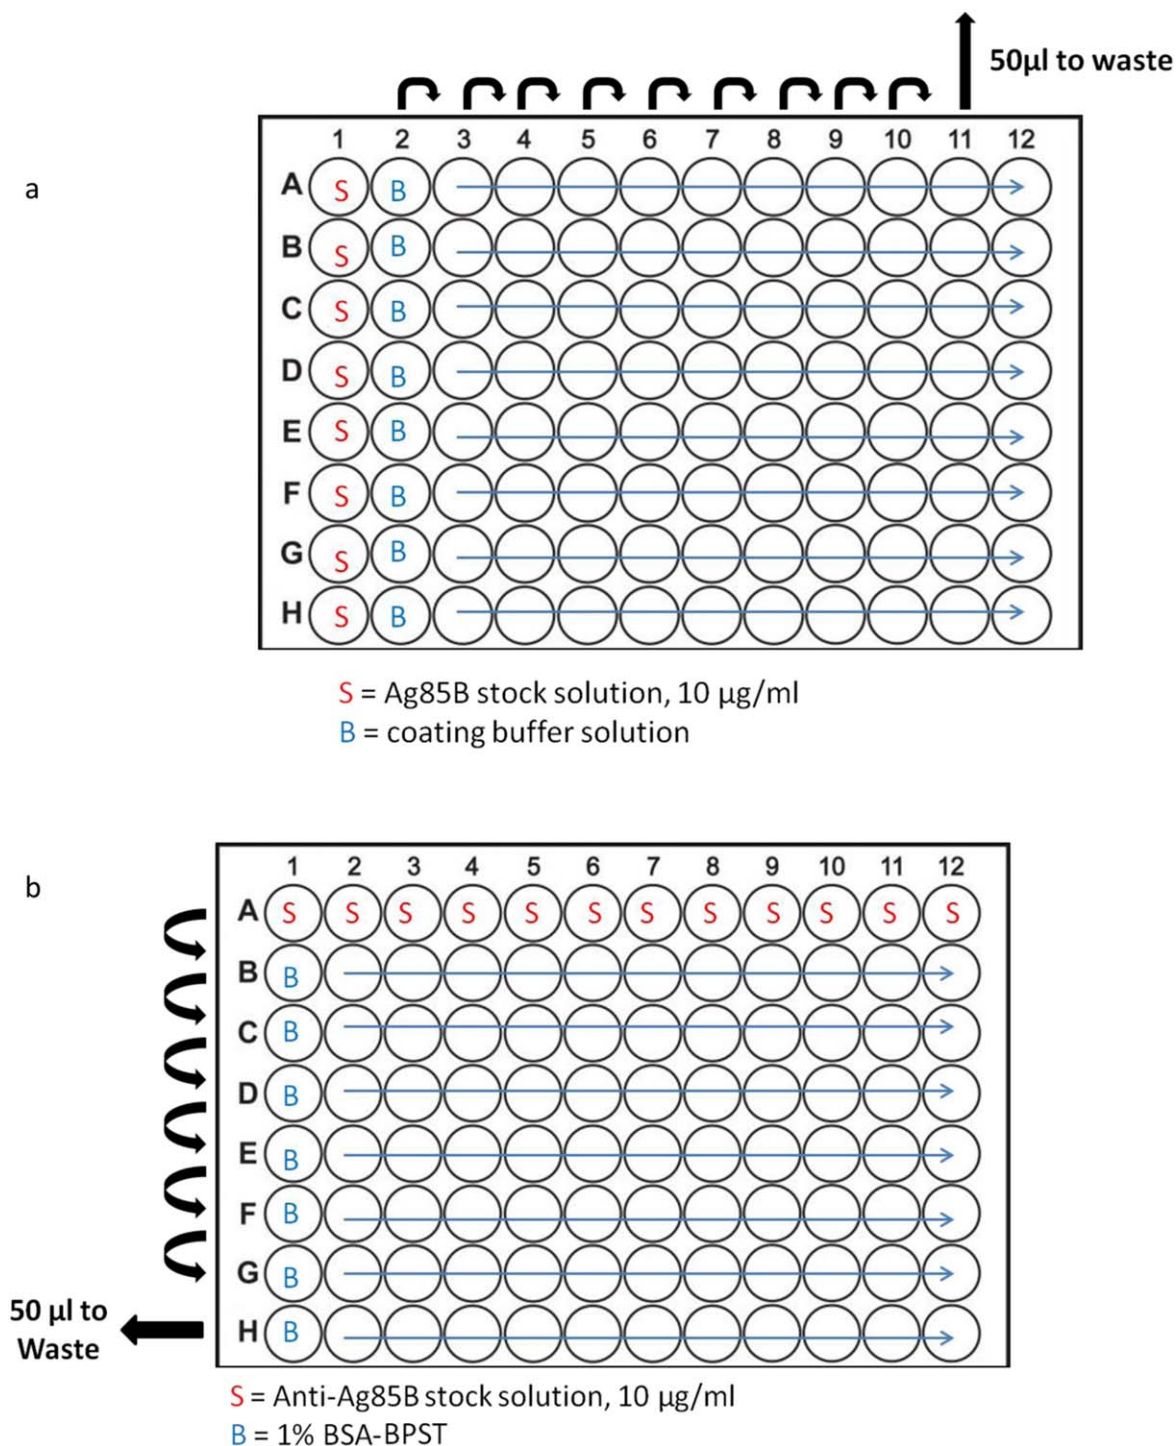 50µl to waste
a
1 2 3 4 5 6 7 8 9 10 11 12
A S B
B S B
C S B
D S B
E S B
F S B
G S B
H S B
S = Ag85B stock solution, 10 µg/ml
B = coating buffer solution
b
1 2 3 4 5 6 7 8 9 10 11 12
A S S S S S S S S S S S S
B B
C B
D B
E B
F B
G B
H B
50 µl to
Waste
S = Anti-Ag85B stock solution, 10 µg/ml
B = 1% BSA-BPST